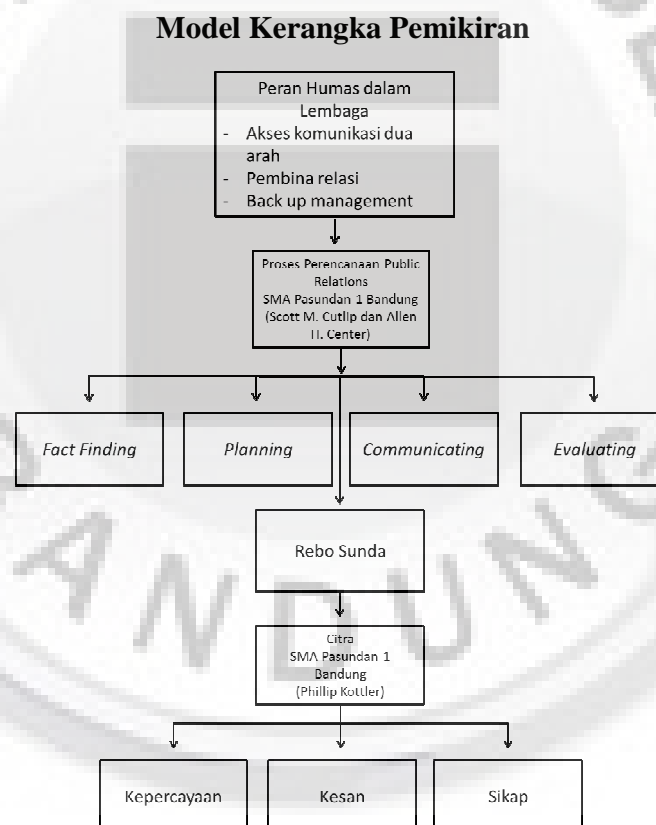 Model Kerangka Pemikiran
Peran Humas dalam
Lembaga
- Akses komunikasi dua
arah
- Pembina relasi
- Back up management
Proses Perencanaan Public
Relations
SMA Pasundan 1 Bandung
(Scott M. Cutlip dan Allen
H. Center)
Fact Finding
Planning
Communicating
Evaluating
Rebo Sunda
Citra
SMA Pasundan 1
Bandung
(Phillip Kottler)
Kepercayaan
Kesan
Sikap
BANDUNG